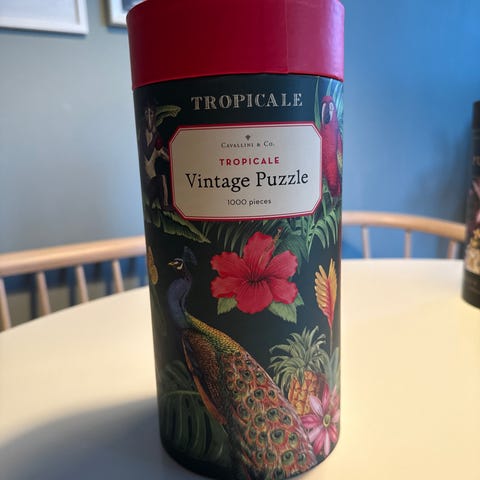 TROPICALE
CAVALLINI & CO.
TROPICALE
Vintage Puzzle
1000 pieces